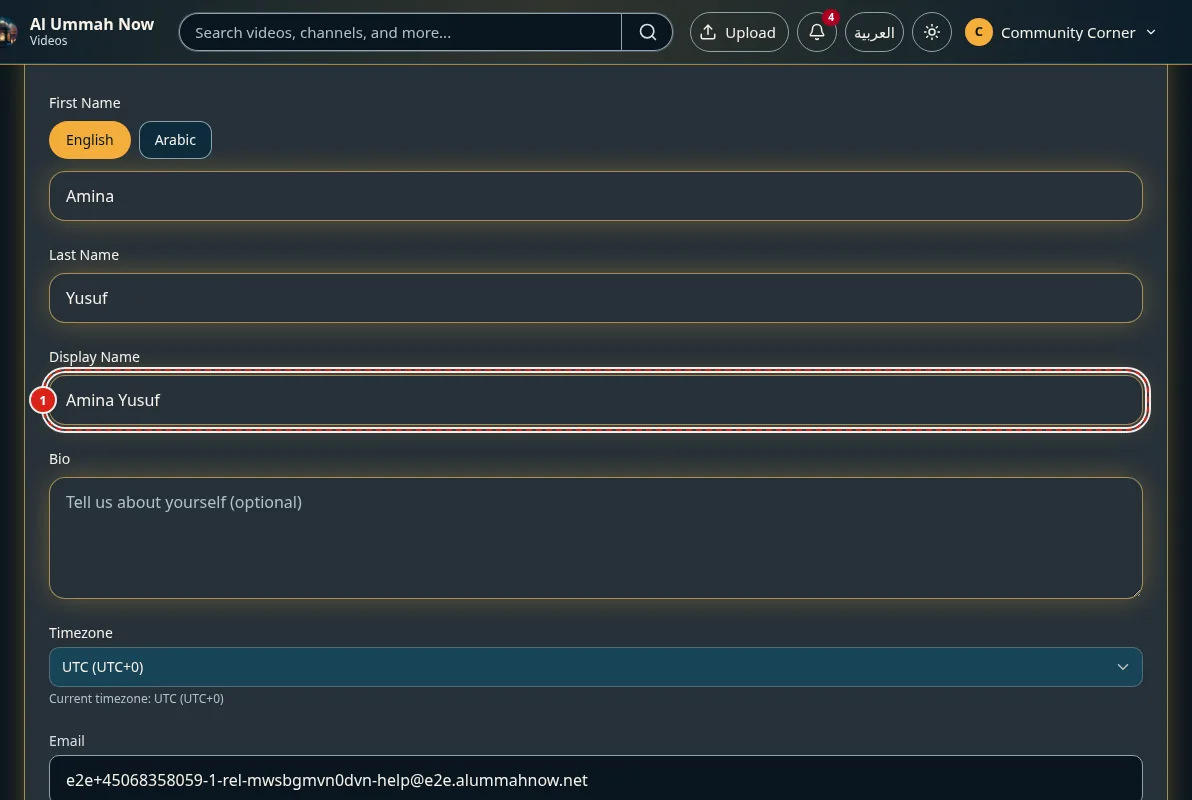 Al Ummah Now
Videos
Search videos, channels, and more...
Upload
4
العربية
C
Community Corner
First Name
English
Arabic
Amina
Last Name
Yusuf
Display Name
1
Amina Yusuf
Bio
Tell us about yourself (optional)
Timezone
UTC (UTC+0)
Current timezone: UTC (UTC+0)
Email
e2e+45068358059-1-rel-mwsbgmvn0dvn-help@e2e.alummahnow.net